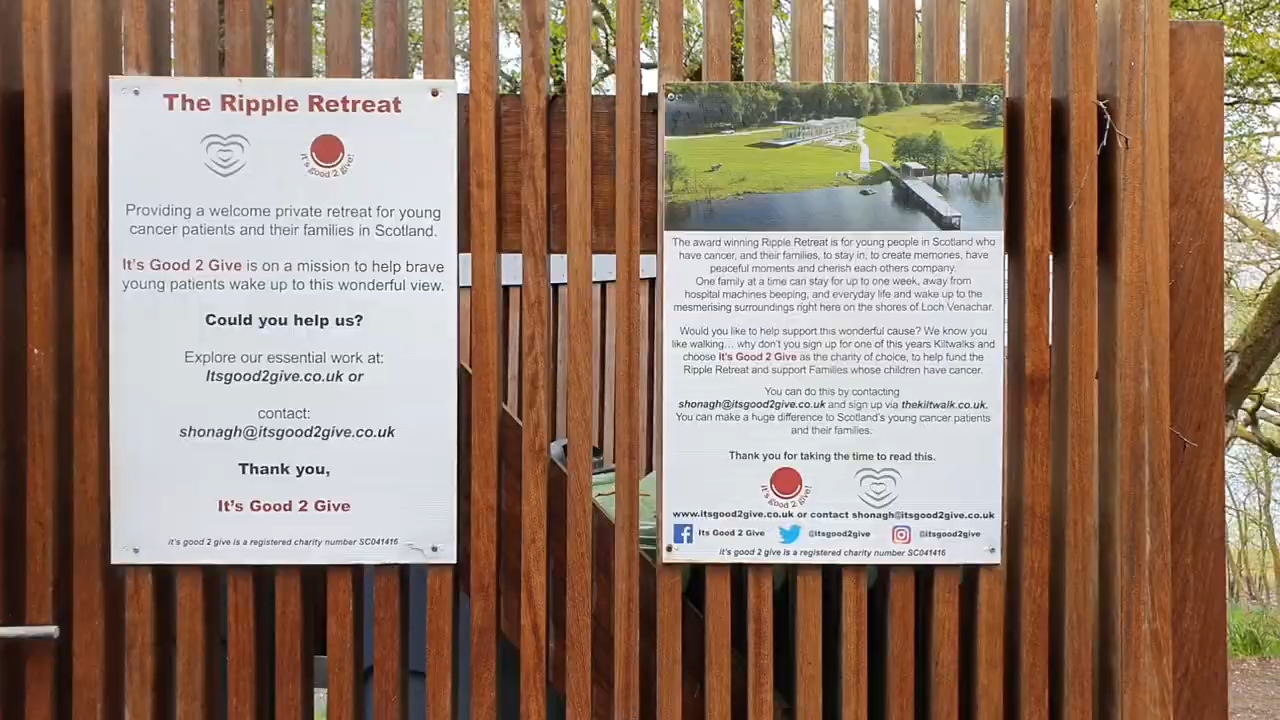 The Ripple Retreat
it's good 2 give!
Providing a welcome private retreat for young
cancer patients and their families in Scotland.
It's Good 2 Give is on a mission to help brave
young patients wake up to this wonderful view.
Could you help us?
Explore our essential work at:
Itsgood2give.co.uk or
contact:
shonagh@itsgood2give.co.uk
Thank you,
It's Good 2 Give
it's good 2 give is a registered charity number SC041416
The award winning Ripple Retreat is for young people in Scotland who
have cancer, and their families, to stay in, to create memories, have
peaceful moments and cherish each others company.
One family at a time can stay for up to one week, away from
hospital machines beeping, and everyday life and wake up to the
mesmerising surroundings right here on the shores of Loch Venachar.
Would you like to help support this wonderful cause? We know you
like walking... why don't you sign up for one of this years Kiltwalks and
choose It's Good 2 Give as the charity of choice, to help fund the
Ripple Retreat and support Families whose children have cancer.
You can do this by contacting
shonagh@itsgood2give.co.uk and sign up via thekiltwalk.co.uk.
You can make a huge difference to Scotland's young cancer patients
and their families.
Thank you for taking the time to read this.
it's good 2 give!
www.itsgood2give.co.uk or contact shonagh@itsgood2give.co.uk
Its Good 2 Give @itsgood2give @itsgood2give
it's good 2 give is a registered charity number SC041416